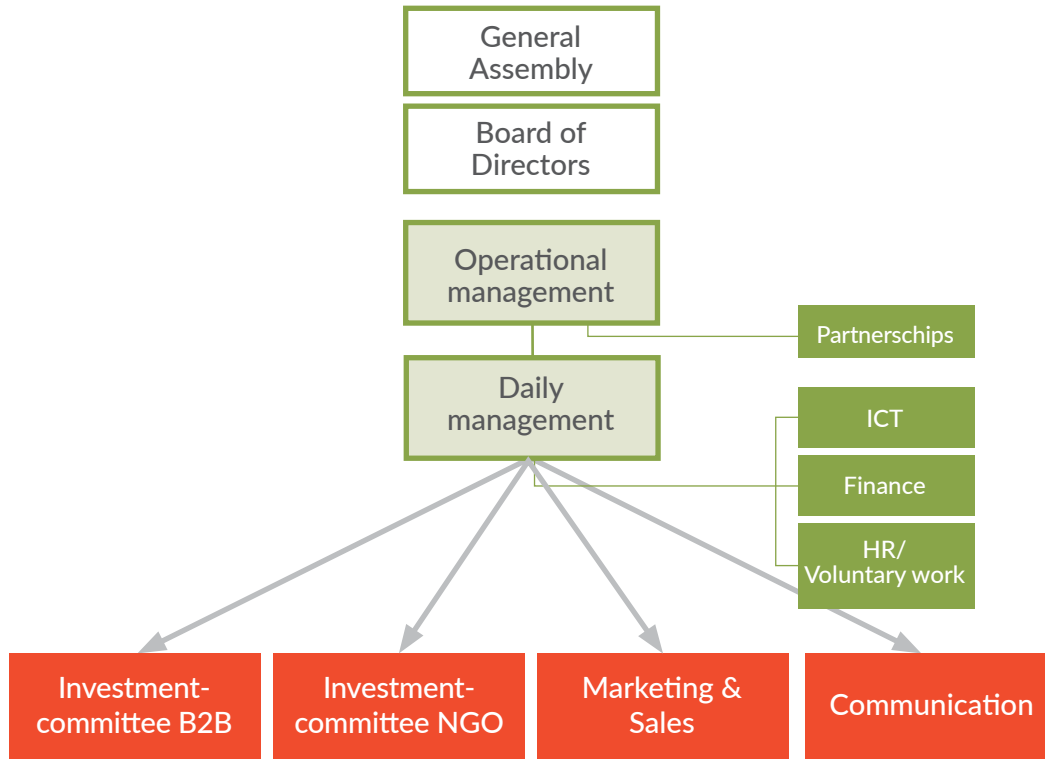 General
Assembly
Board of
Directors
Operational
management
Partnerschips
Daily
management
ICT
Finance
HR/
Voluntary work
Investment-
committee B2B
Investment-
committee NGO
Marketing &
Sales
Communication